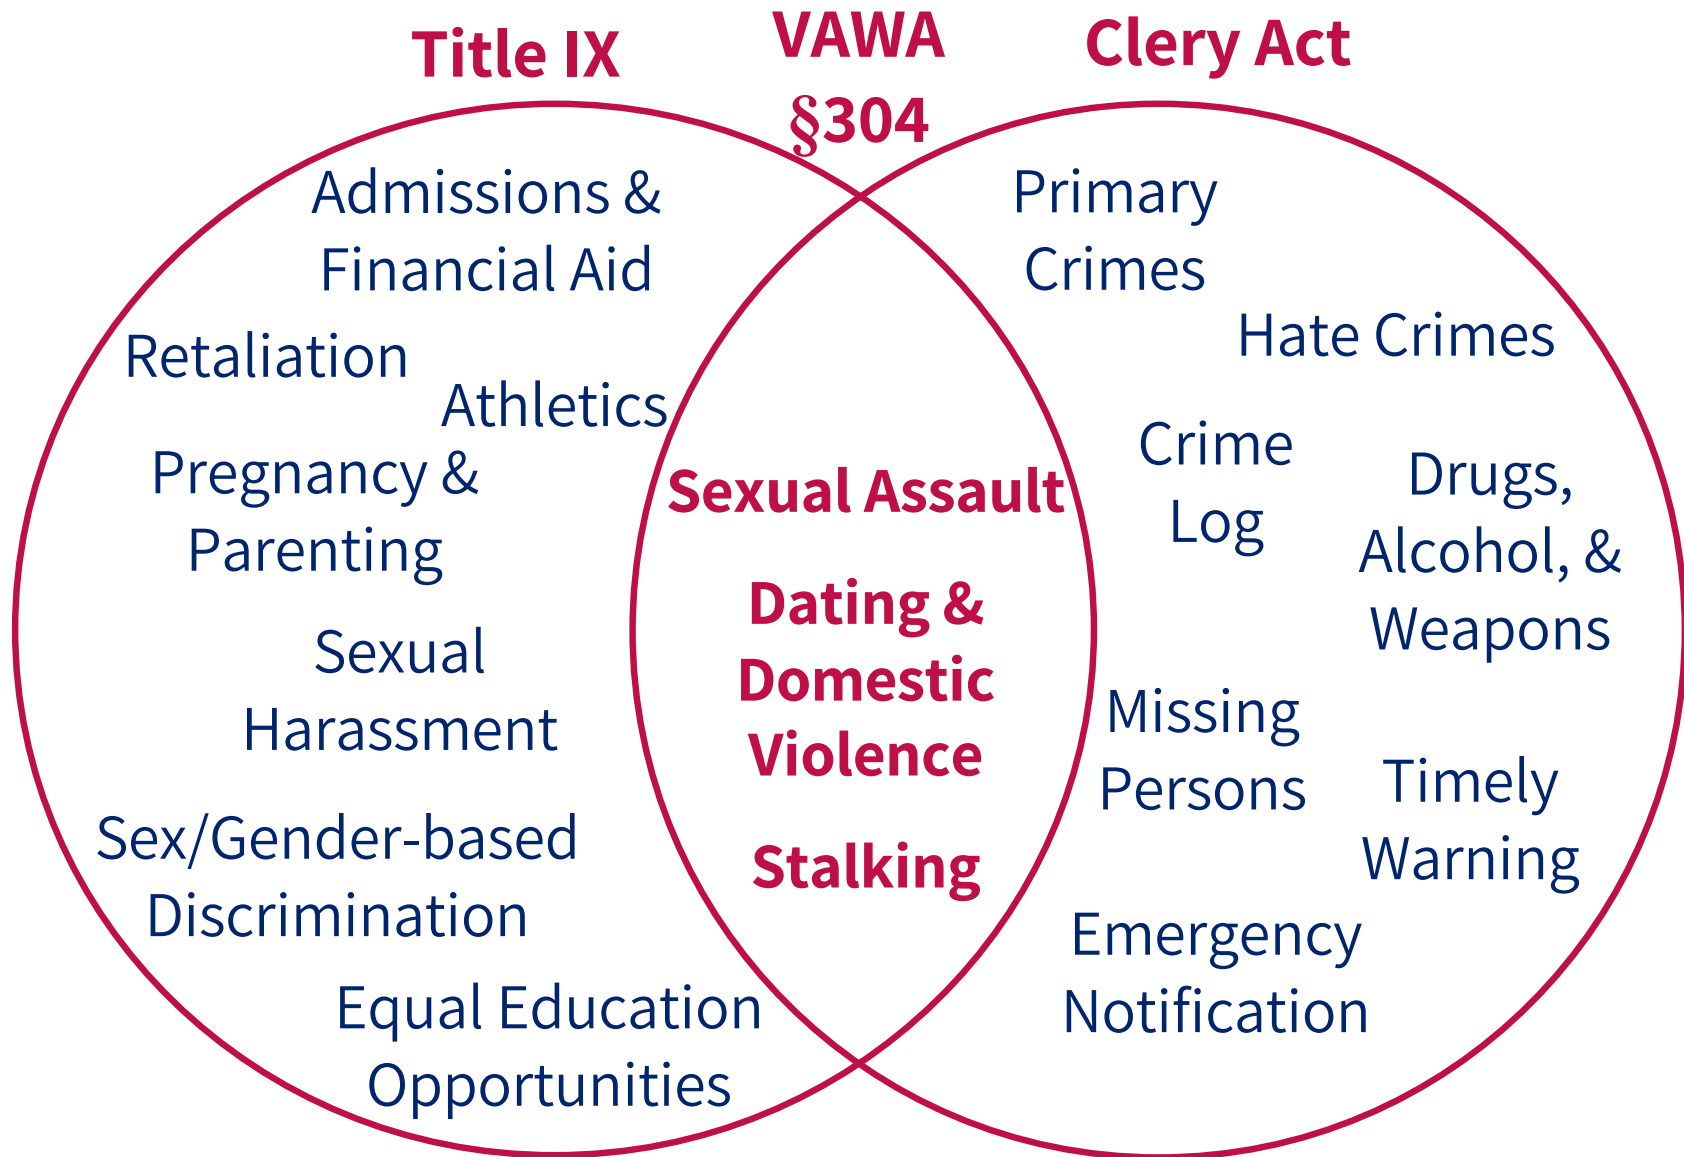 Title IX
VAWA
§304
Clery Act
Admissions &
Financial Aid
Retaliation
Athletics
Pregnancy &
Parenting
Sexual
Harassment
Sex/Gender-based
Discrimination
Equal Education
Opportunities
Sexual Assault
Dating &
Domestic
Violence
Stalking
Primary
Crimes
Hate Crimes
Crime
Log
Drugs,
Alcohol, &
Weapons
Missing
Persons
Timely
Warning
Emergency
Notification